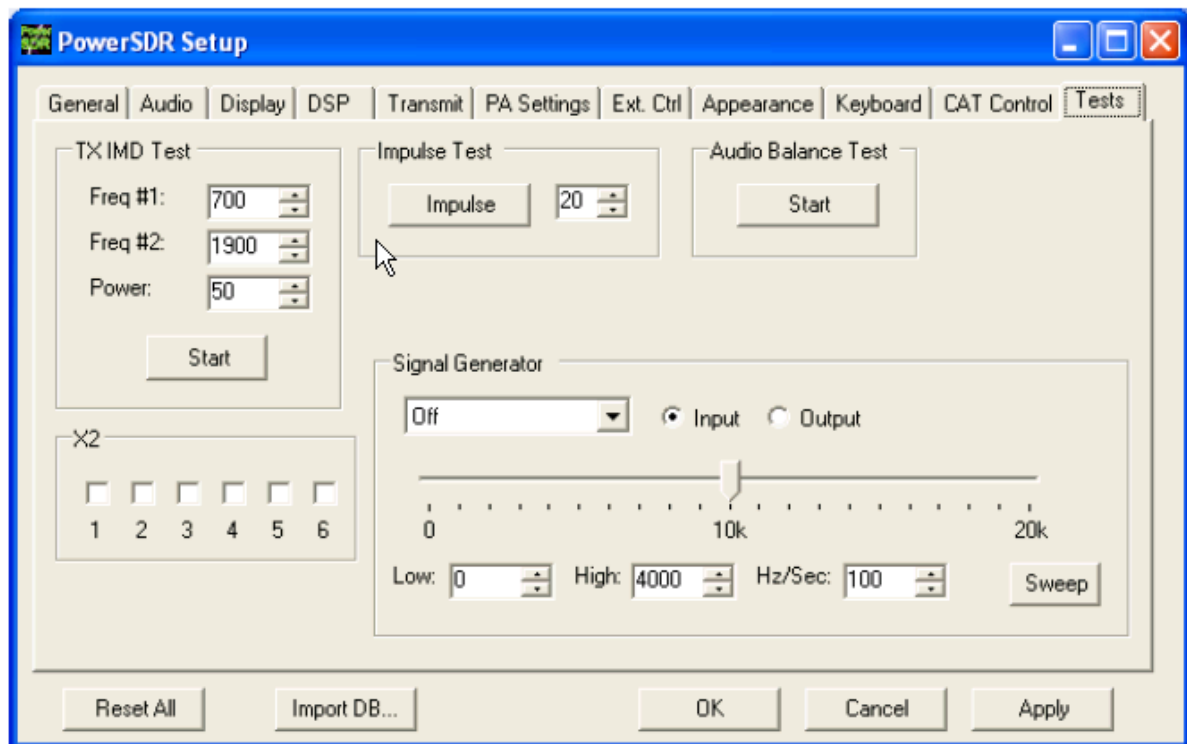 PowerSDR Setup
General Audio Display DSP Transmit PA Settings Ext. Ctrl Appearance Keyboard CAT Control Tests
TX IMD Test
Freq #1: 700
Freq #2: 1900
Power: 50
Start
Impulse Test
Impulse 20
Audio Balance Test
Start
X2
1 2 3 4 5 6
Signal Generator
Off Input Output
0 10k 20k
Low: 0 High: 4000 Hz/Sec: 100 Sweep
Reset All Import DB... OK Cancel Apply